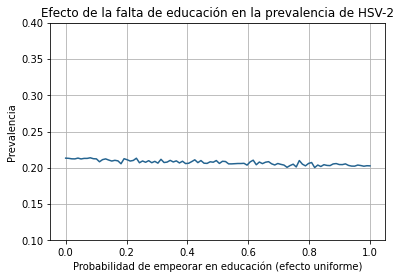 Efecto de la falta de educación en la prevalencia de HSV-2
0.40
0.35
0.30
0.25
0.20
0.15
0.10
Prevalencia
0.0 0.2 0.4 0.6 0.8 1.0
Probabilidad de empeorar en educación (efecto uniforme)